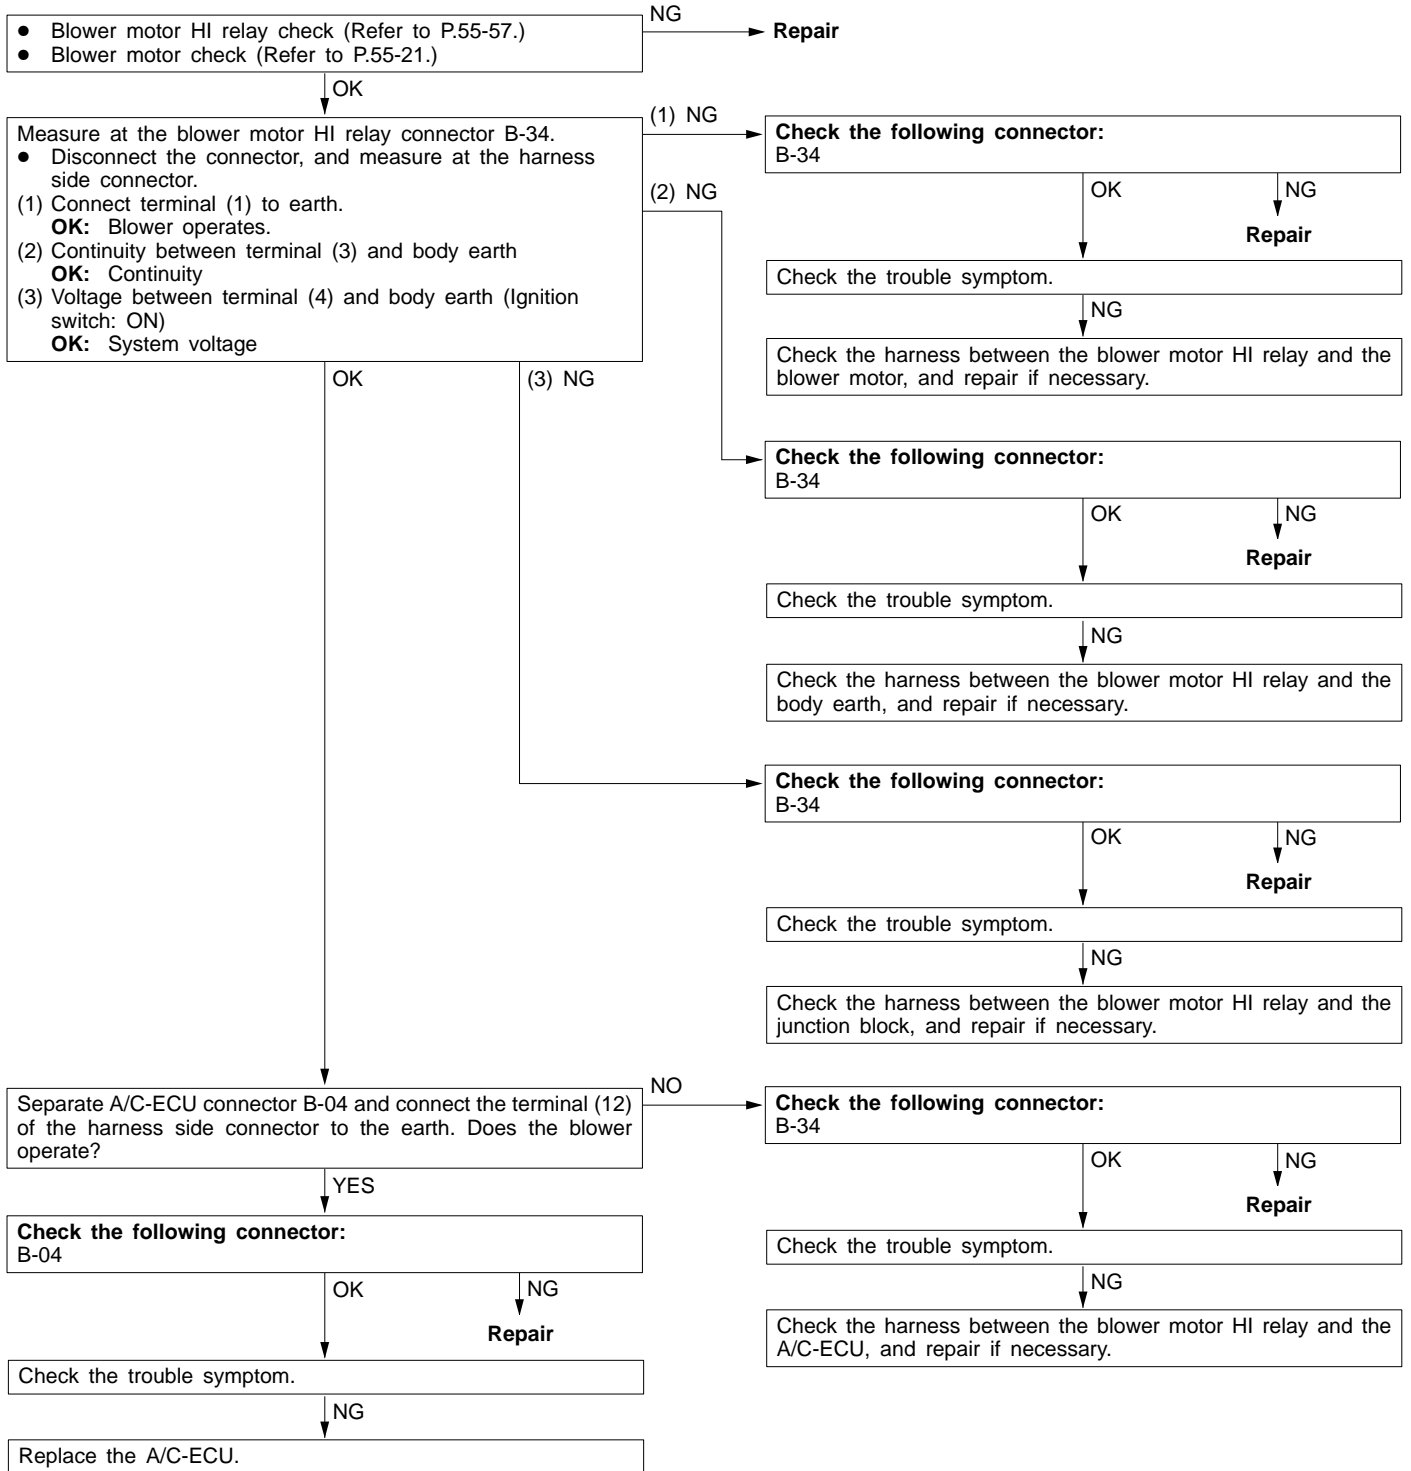 ● Blower motor HI relay check (Refer to P.55-57.)
● Blower motor check (Refer to P.55-21.)
NG
Repair
OK
Measure at the blower motor HI relay connector B-34.
● Disconnect the connector, and measure at the harness
side connector.
(1) Connect terminal (1) to earth.
OK: Blower operates.
(2) Continuity between terminal (3) and body earth
OK: Continuity
(3) Voltage between terminal (4) and body earth (Ignition
switch: ON)
OK: System voltage
(1) NG
Check the following connector:
B-34
OK
NG
Repair
Check the trouble symptom.
NG
Check the harness between the blower motor HI relay and the
blower motor, and repair if necessary.
(2) NG
Check the following connector:
B-34
OK
NG
Repair
Check the trouble symptom.
NG
Check the harness between the blower motor HI relay and the
body earth, and repair if necessary.
(3) NG
Check the following connector:
B-34
OK
NG
Repair
Check the trouble symptom.
NG
Check the harness between the blower motor HI relay and the
junction block, and repair if necessary.
OK
Separate A/C-ECU connector B-04 and connect the terminal (12)
of the harness side connector to the earth. Does the blower
operate?
NO
Check the following connector:
B-34
OK
NG
Repair
Check the trouble symptom.
NG
Check the harness between the blower motor HI relay and the
A/C-ECU, and repair if necessary.
YES
Check the following connector:
B-04
OK
NG
Repair
Check the trouble symptom.
NG
Replace the A/C-ECU.